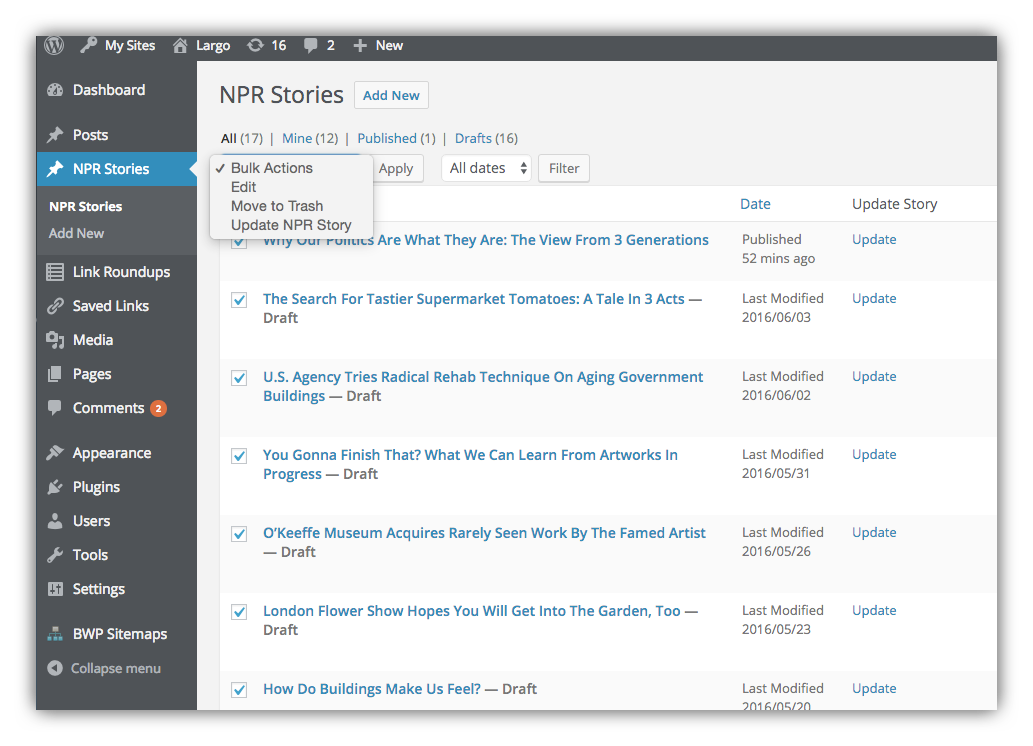 My Sites Largo 16 2 New
Dashboard
Posts
NPR Stories
NPR Stories
Add New
Link Roundups
Saved Links
Media
Pages
Comments 2
Appearance
Plugins
Users
Tools
Settings
BWP Sitemaps
Collapse menu
NPR Stories Add New
All (17) | Mine (12) | Published (1) | Drafts (16)
Bulk Actions
Edit
Move to Trash
Update NPR Story
Apply All dates Filter
Date Update Story
Why Our Politics Are What They Are: The View From 3 Generations
Published
52 mins ago
Update
The Search For Tastier Supermarket Tomatoes: A Tale In 3 Acts —
Draft
Last Modified
2016/06/03
Update
U.S. Agency Tries Radical Rehab Technique On Aging Government
Buildings — Draft
Last Modified
2016/06/02
Update
You Gonna Finish That? What We Can Learn From Artworks In
Progress — Draft
Last Modified
2016/05/31
Update
O’Keeffe Museum Acquires Rarely Seen Work By The Famed Artist
— Draft
Last Modified
2016/05/26
Update
London Flower Show Hopes You Will Get Into The Garden, Too —
Draft
Last Modified
2016/05/23
Update
How Do Buildings Make Us Feel? — Draft
Last Modified
2016/05/20
Update